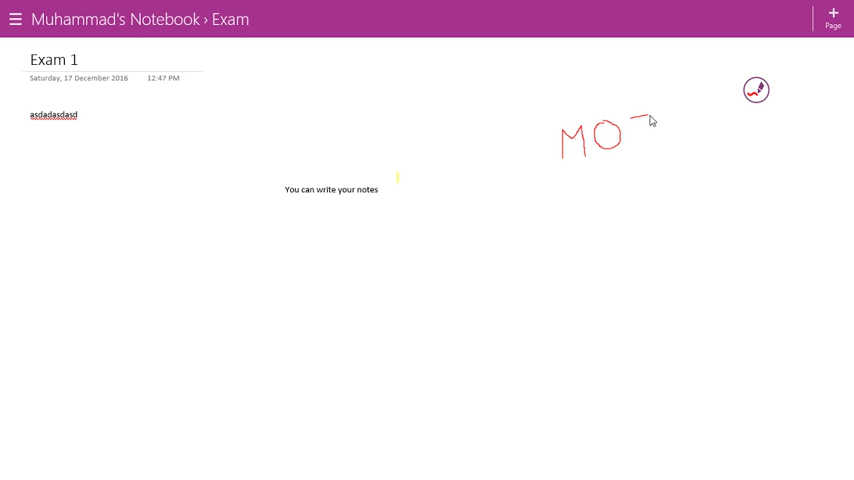 Muhammad's Notebook › Exam
Page
Exam 1
Saturday, 17 December 2016 12:47 PM
asdadasdasd
MO
You can write your notes